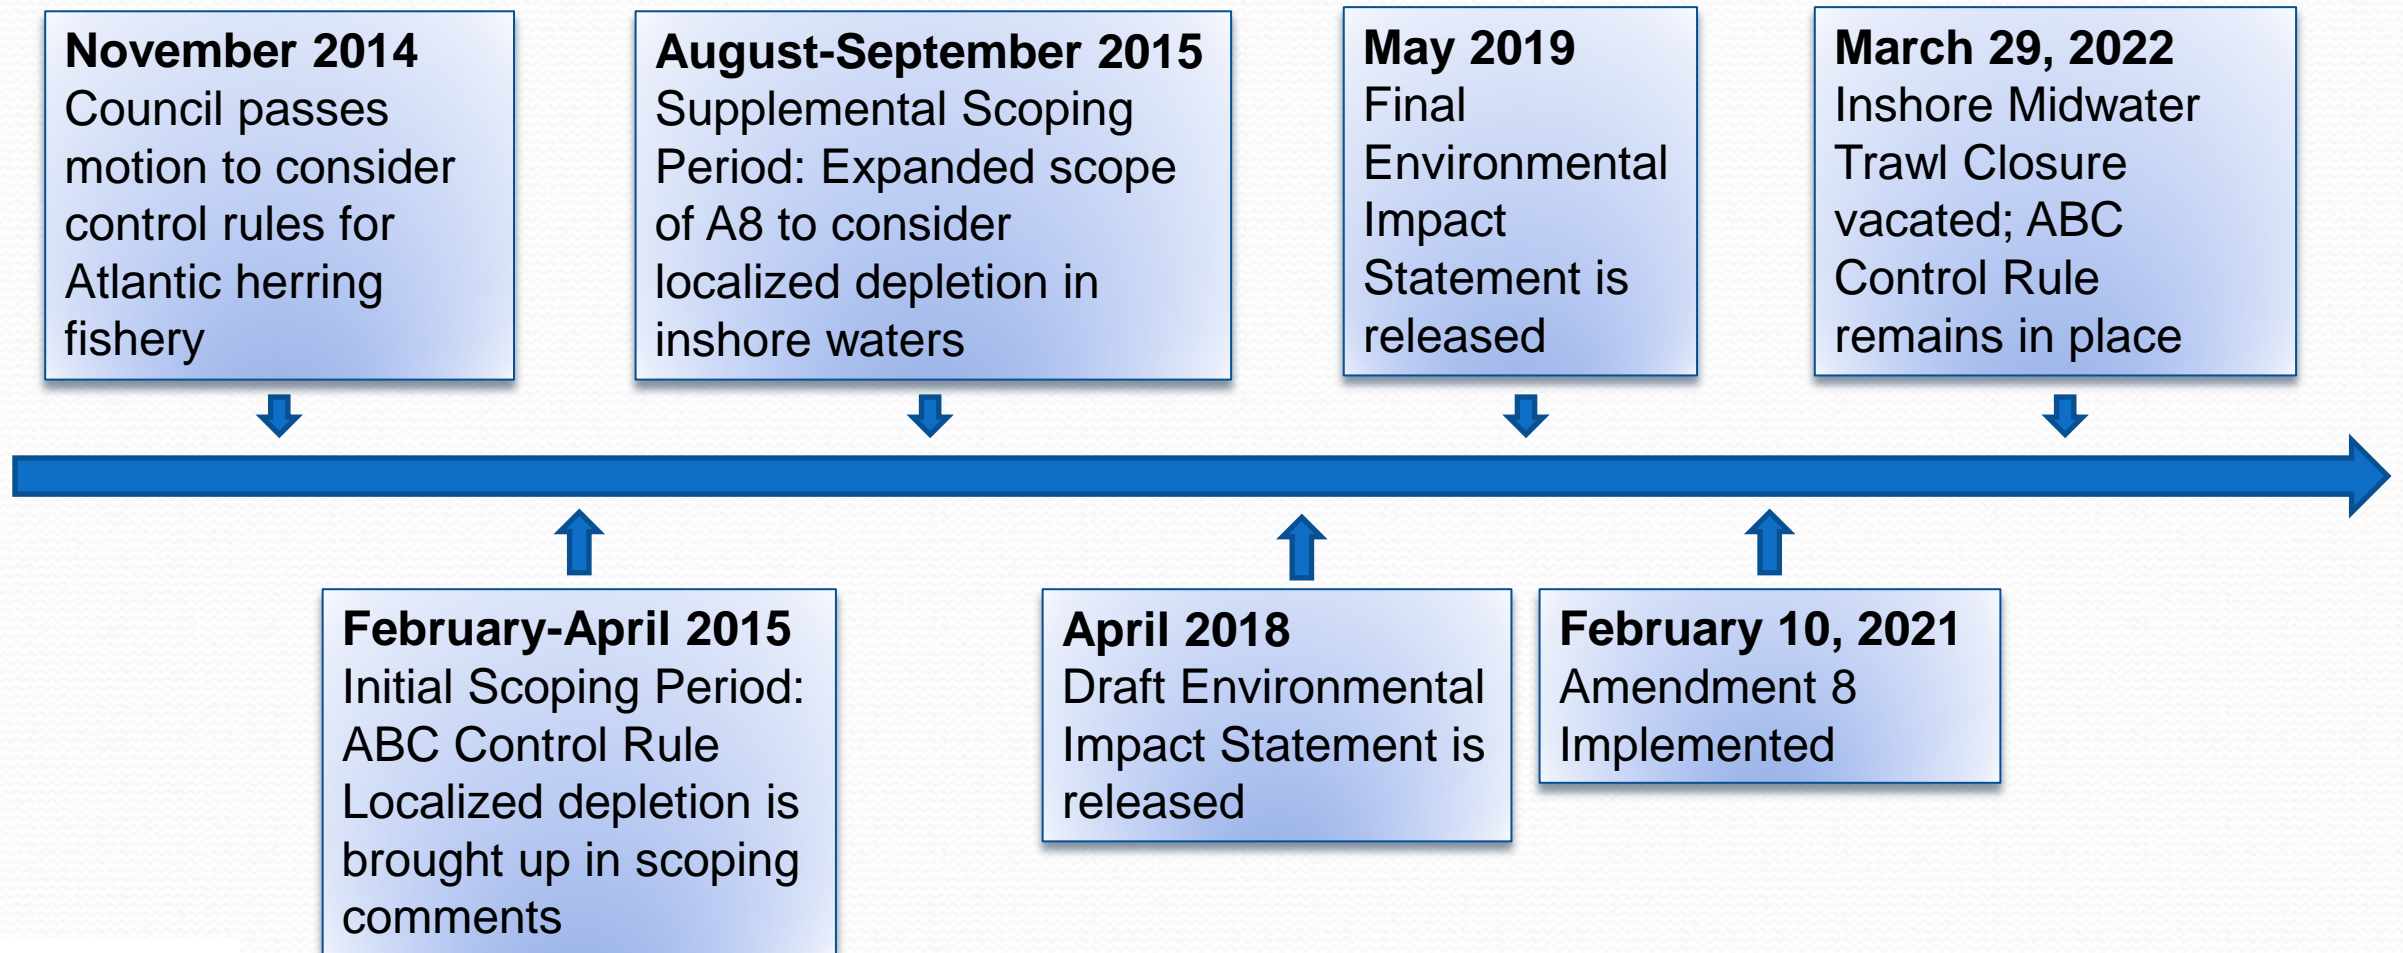 November 2014
Council passes
motion to consider
control rules for
Atlantic herring
fishery
August-September 2015
Supplemental Scoping
Period: Expanded scope
of A8 to consider
localized depletion in
inshore waters
May 2019
Final
Environmental
Impact
Statement is
released
March 29, 2022
Inshore Midwater
Trawl Closure
vacated; ABC
Control Rule
remains in place
February-April 2015
Initial Scoping Period:
ABC Control Rule
Localized depletion is
brought up in scoping
comments
April 2018
Draft Environmental
Impact Statement is
released
February 10, 2021
Amendment 8
Implemented